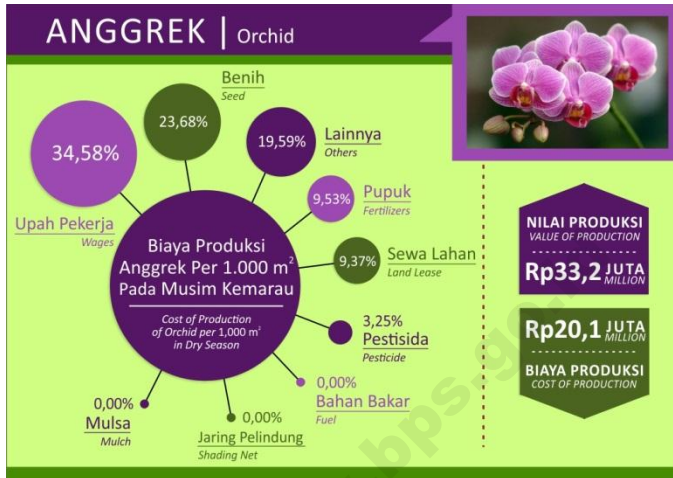 ANGGREK | Orchid
Benih
Seed
23,68%
34,58%
Upah Pekerja
Wages
19,59%
Lainnya
Others
9,53%
Pupuk
Fertilizers
9,37%
Sewa Lahan
Land Lease
Biaya Produksi
Anggrek Per 1.000 m²
Pada Musim Kemarau
Cost of Production
of Orchid per 1,000 m²
in Dry Season
3,25%
Pestisida
Pesticide
0,00%
Bahan Bakar
Fuel
0,00%
Jaring Pelindung
Shading Net
0,00%
Mulsa
Mulch
NILAI PRODUKSI
VALUE OF PRODUCTION
Rp33,2 JUTA
MILLION
Rp20,1 JUTA
MILLION
BIAYA PRODUKSI
COST OF PRODUCTION
bps.go.